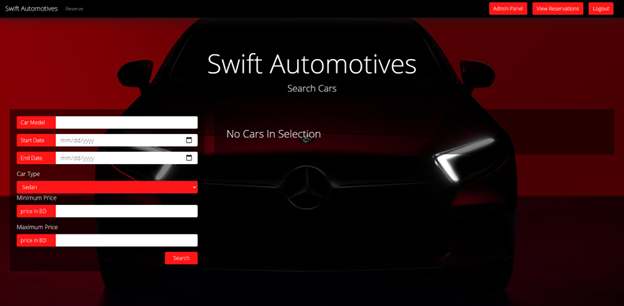 Swift Automotives Reserve Admin Panel View Reservations Logout
Swift Automotives
Search Cars
Car Model
Start Date mm/dd/yyyy
End Date mm/dd/yyyy
Car Type
Sedan
Minimum Price
price in BD
Maximum Price
price in BD
Search
No Cars In Selection